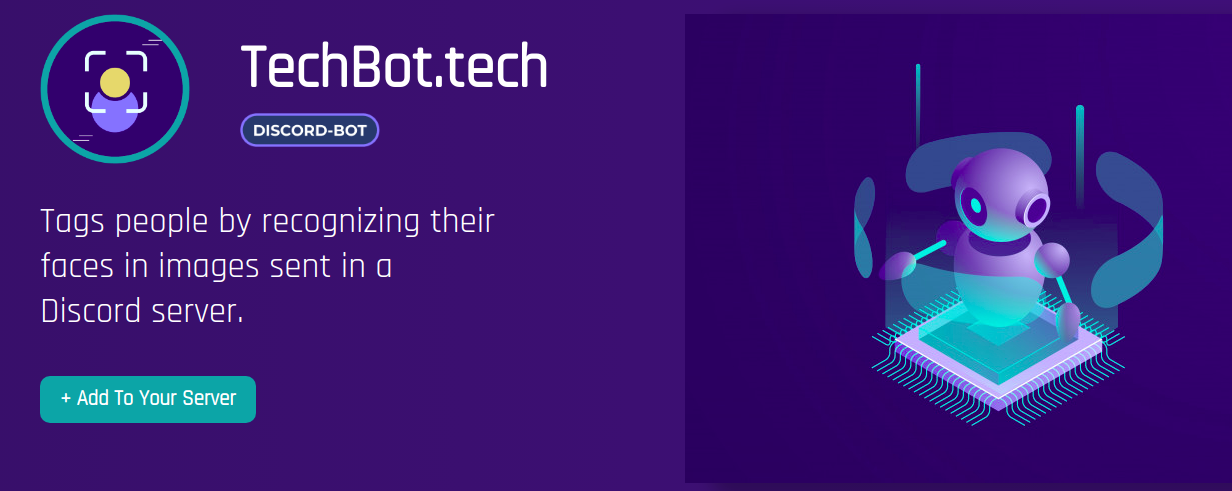 TechBot.tech
DISCORD-BOT
Tags people by recognizing their
faces in images sent in a
Discord server.
+ Add To Your Server